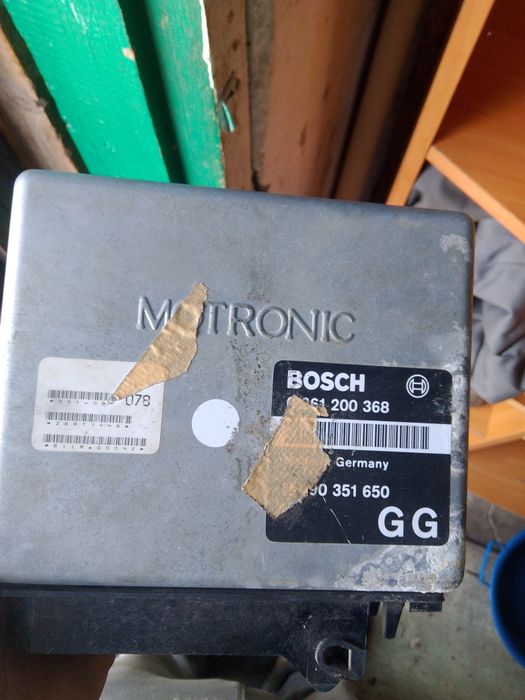 MOTRONIC
078
BOSCH
261 200 368
Germany
90 351 650
GG